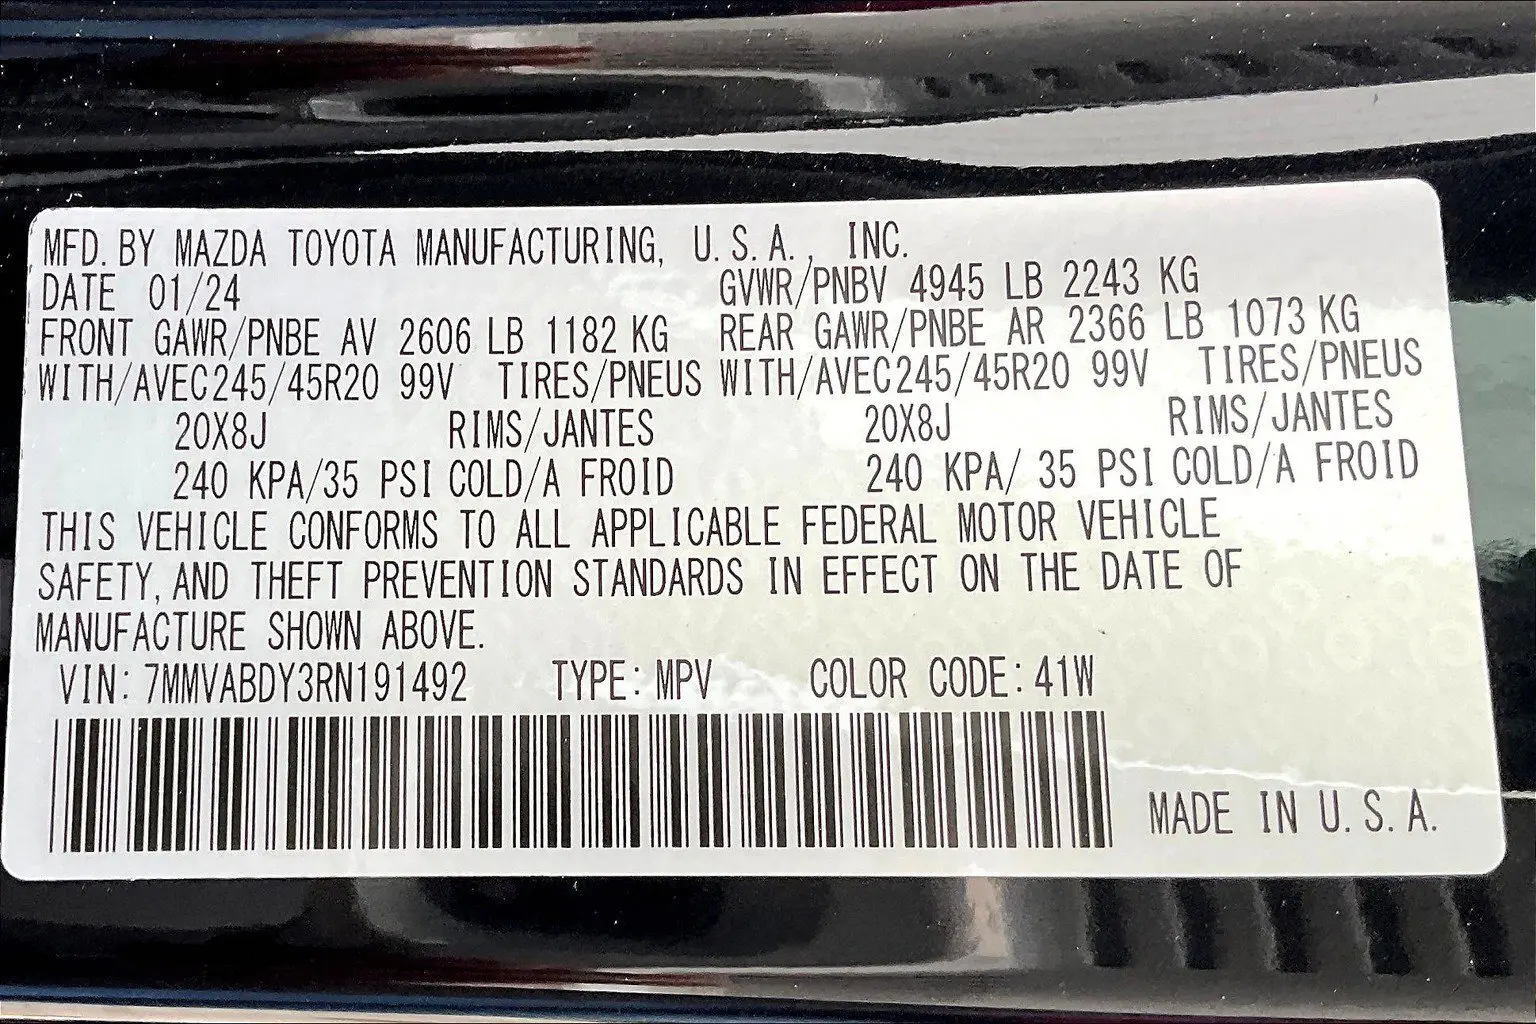 MFD. BY MAZDA TOYOTA MANUFACTURING, U.S.A., INC.
DATE 01/24 GVWR/PNBV 4945 LB 2243 KG
FRONT GAWR/PNBE AV 2606 LB 1182 KG REAR GAWR/PNBE AR 2366 LB 1073 KG
WITH/AVEC 245/45R20 99V TIRES/PNEUS WITH/AVEC 245/45R20 99V TIRES/PNEUS
20X8J RIMS/JANTES 20X8J RIMS/JANTES
240 KPA/35 PSI COLD/A FROID 240 KPA/ 35 PSI COLD/A FROID
THIS VEHICLE CONFORMS TO ALL APPLICABLE FEDERAL MOTOR VEHICLE
SAFETY, AND THEFT PREVENTION STANDARDS IN EFFECT ON THE DATE OF
MANUFACTURE SHOWN ABOVE.
VIN: 7MMVABDY3RN191492 TYPE: MPV COLOR CODE: 41W
MADE IN U.S.A.